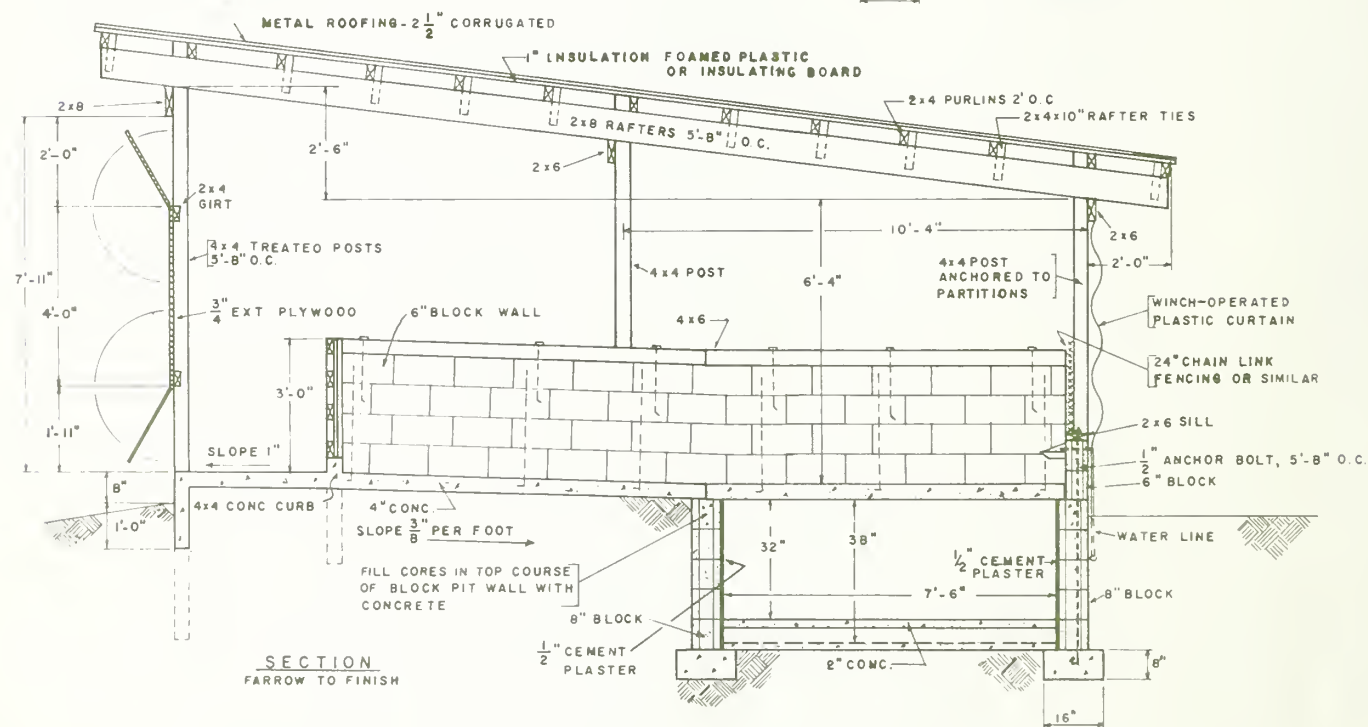 METAL ROOFING-2 1/2" CORRUGATED
1" INSULATION FOAMED PLASTIC
OR INSULATING BOARD
2x8
2x4 PURLINS 2' O.C
2x4x10" RAFTER TIES
2x8 RAFTERS 5'-8" O.C.
2'-0"
2'-6"
2x6
2x4
GIRT
10'-4"
2x6
2'-0"
4x4 TREATED POSTS
5'-8" O.C.
7'-11"
4x4 POST
6'-4"
4x4 POST
ANCHORED TO
PARTITIONS
4'-0"
3/4 EXT PLYWOOD
6" BLOCK WALL
4x6
WINCH-OPERATED
PLASTIC CURTAIN
24" CHAIN LINK
FENCING OR SIMILAR
3'-0"
1'-11"
2x6 SILL
SLOPE 1"
1/2" ANCHOR BOLT, 5'-8" O.C.
6" BLOCK
8"
4x4 CONC CURB
4" CONC.
1'-0"
SLOPE 3/8" PER FOOT
WATER LINE
32"
38"
1/2" CEMENT
PLASTER
FILL CORES IN TOP COURSE
OF BLOCK PIT WALL WITH
CONCRETE
7'-6"
8" BLOCK
8" BLOCK
1/2" CEMENT
PLASTER
2" CONC.
8"
SECTION
FARROW TO FINISH
16"